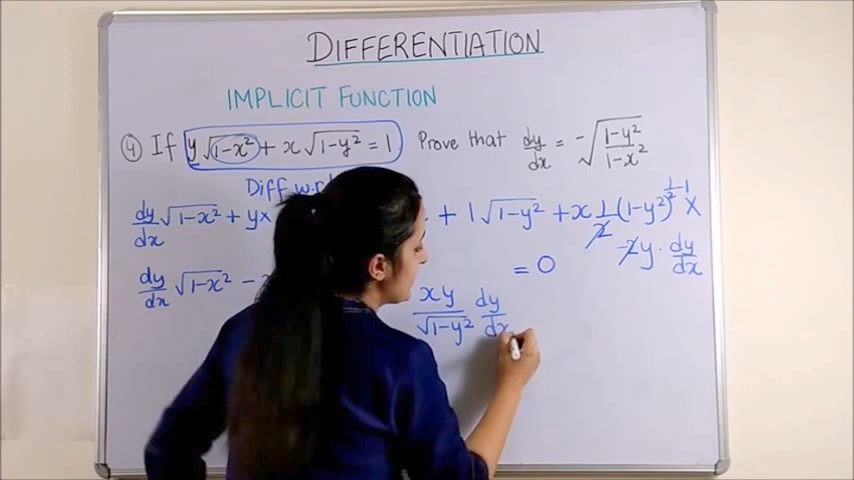 DIFFERENTIATION
IMPLICIT FUNCTION
④ If y√(1-x²) + x√(1-y²) = 1 Prove that dy/dx = -√((1-y²)/(1-x²))
Diff w.r.t
dy/dx √(1-x²) + y× + 1√(1-y²) + x 1/2 (1-y²)^(1/2-1) ×
-2y · dy/dx
= 0
dy/dx √(1-x²) - xy/√(1-y²) dy/dx